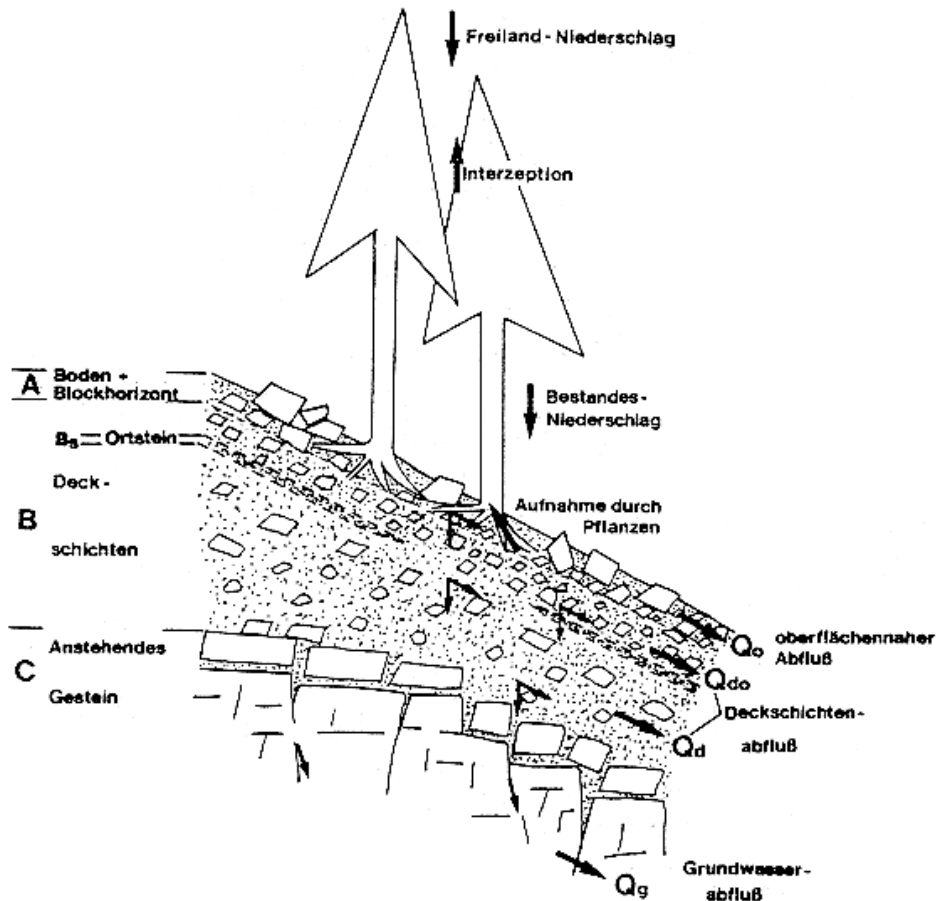 Freiland - Niederschlag
Interzeption
A Boden +
Blockhorizont
Bestandes-
Niederschlag
Bs Ortstein
Deck-
Aufnahme durch
Pflanzen
B
schichten
C Anstehendes
Gestein
Qo oberflächennaher
Abfluß
Qdo
Deckschichten-
abfluß
Qd
Qg Grundwasser-
abfluß